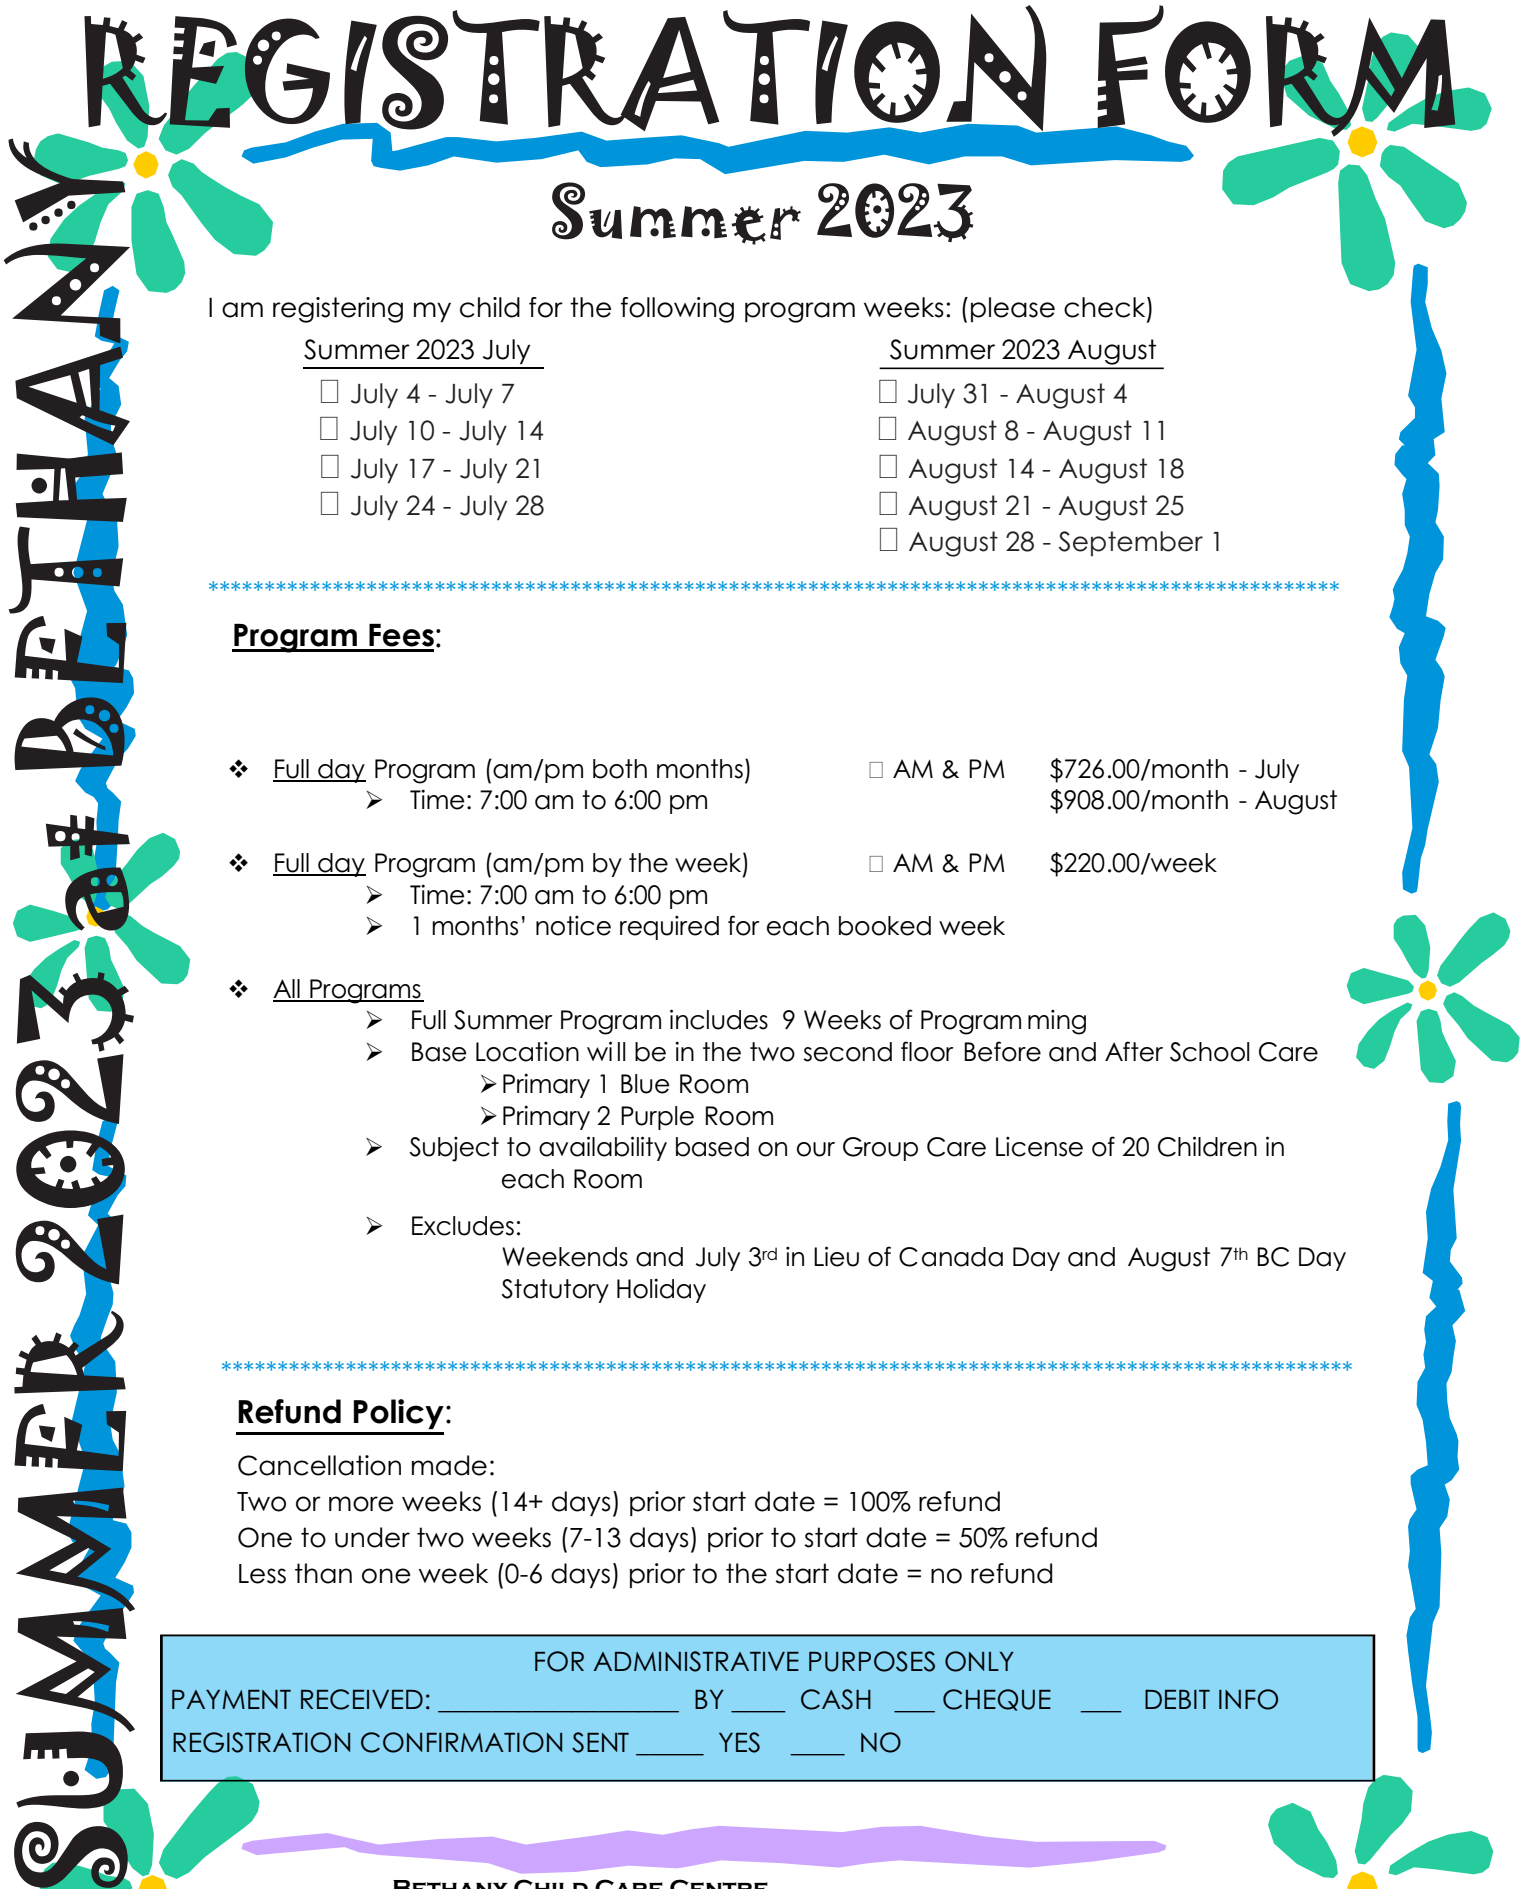 REGISTRATION FORM
SUMMER 2023 at BETHANY
Summer 2023
I am registering my child for the following program weeks: (please check)
Summer 2023 July
☐ July 4 - July 7
☐ July 10 - July 14
☐ July 17 - July 21
☐ July 24 - July 28
Summer 2023 August
☐ July 31 - August 4
☐ August 8 - August 11
☐ August 14 - August 18
☐ August 21 - August 25
☐ August 28 - September 1
Program Fees:
❖ Full day Program (am/pm both months) ☐ AM & PM $726.00/month - July
➢ Time: 7:00 am to 6:00 pm $908.00/month - August
❖ Full day Program (am/pm by the week) ☐ AM & PM $220.00/week
➢ Time: 7:00 am to 6:00 pm
➢ 1 months’ notice required for each booked week
❖ All Programs
➢ Full Summer Program includes 9 Weeks of Programming
➢ Base Location will be in the two second floor Before and After School Care
➢ Primary 1 Blue Room
➢ Primary 2 Purple Room
➢ Subject to availability based on our Group Care License of 20 Children in
each Room
➢ Excludes:
Weekends and July 3rd in Lieu of Canada Day and August 7th BC Day
Statutory Holiday
Refund Policy:
Cancellation made:
Two or more weeks (14+ days) prior start date = 100% refund
One to under two weeks (7-13 days) prior to start date = 50% refund
Less than one week (0-6 days) prior to the start date = no refund
FOR ADMINISTRATIVE PURPOSES ONLY
PAYMENT RECEIVED: __________________ BY ____ CASH ___ CHEQUE ___ DEBIT INFO
REGISTRATION CONFIRMATION SENT _______ YES ____ NO
BETHANY CHILD CARE CENTRE